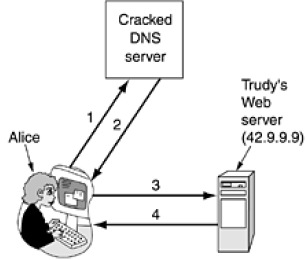 Cracked
DNS
server
Trudy's
Web
server
(42.9.9.9)
1
2
Alice
3
4